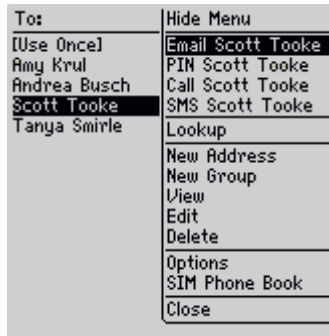 To:
[Use Once]
Amy Krul
Andrea Busch
Scott Tooke
Tanya Smirle
Hide Menu
Email Scott Tooke
PIN Scott Tooke
Call Scott Tooke
SMS Scott Tooke
Lookup
New Address
New Group
View
Edit
Delete
Options
SIM Phone Book
Close